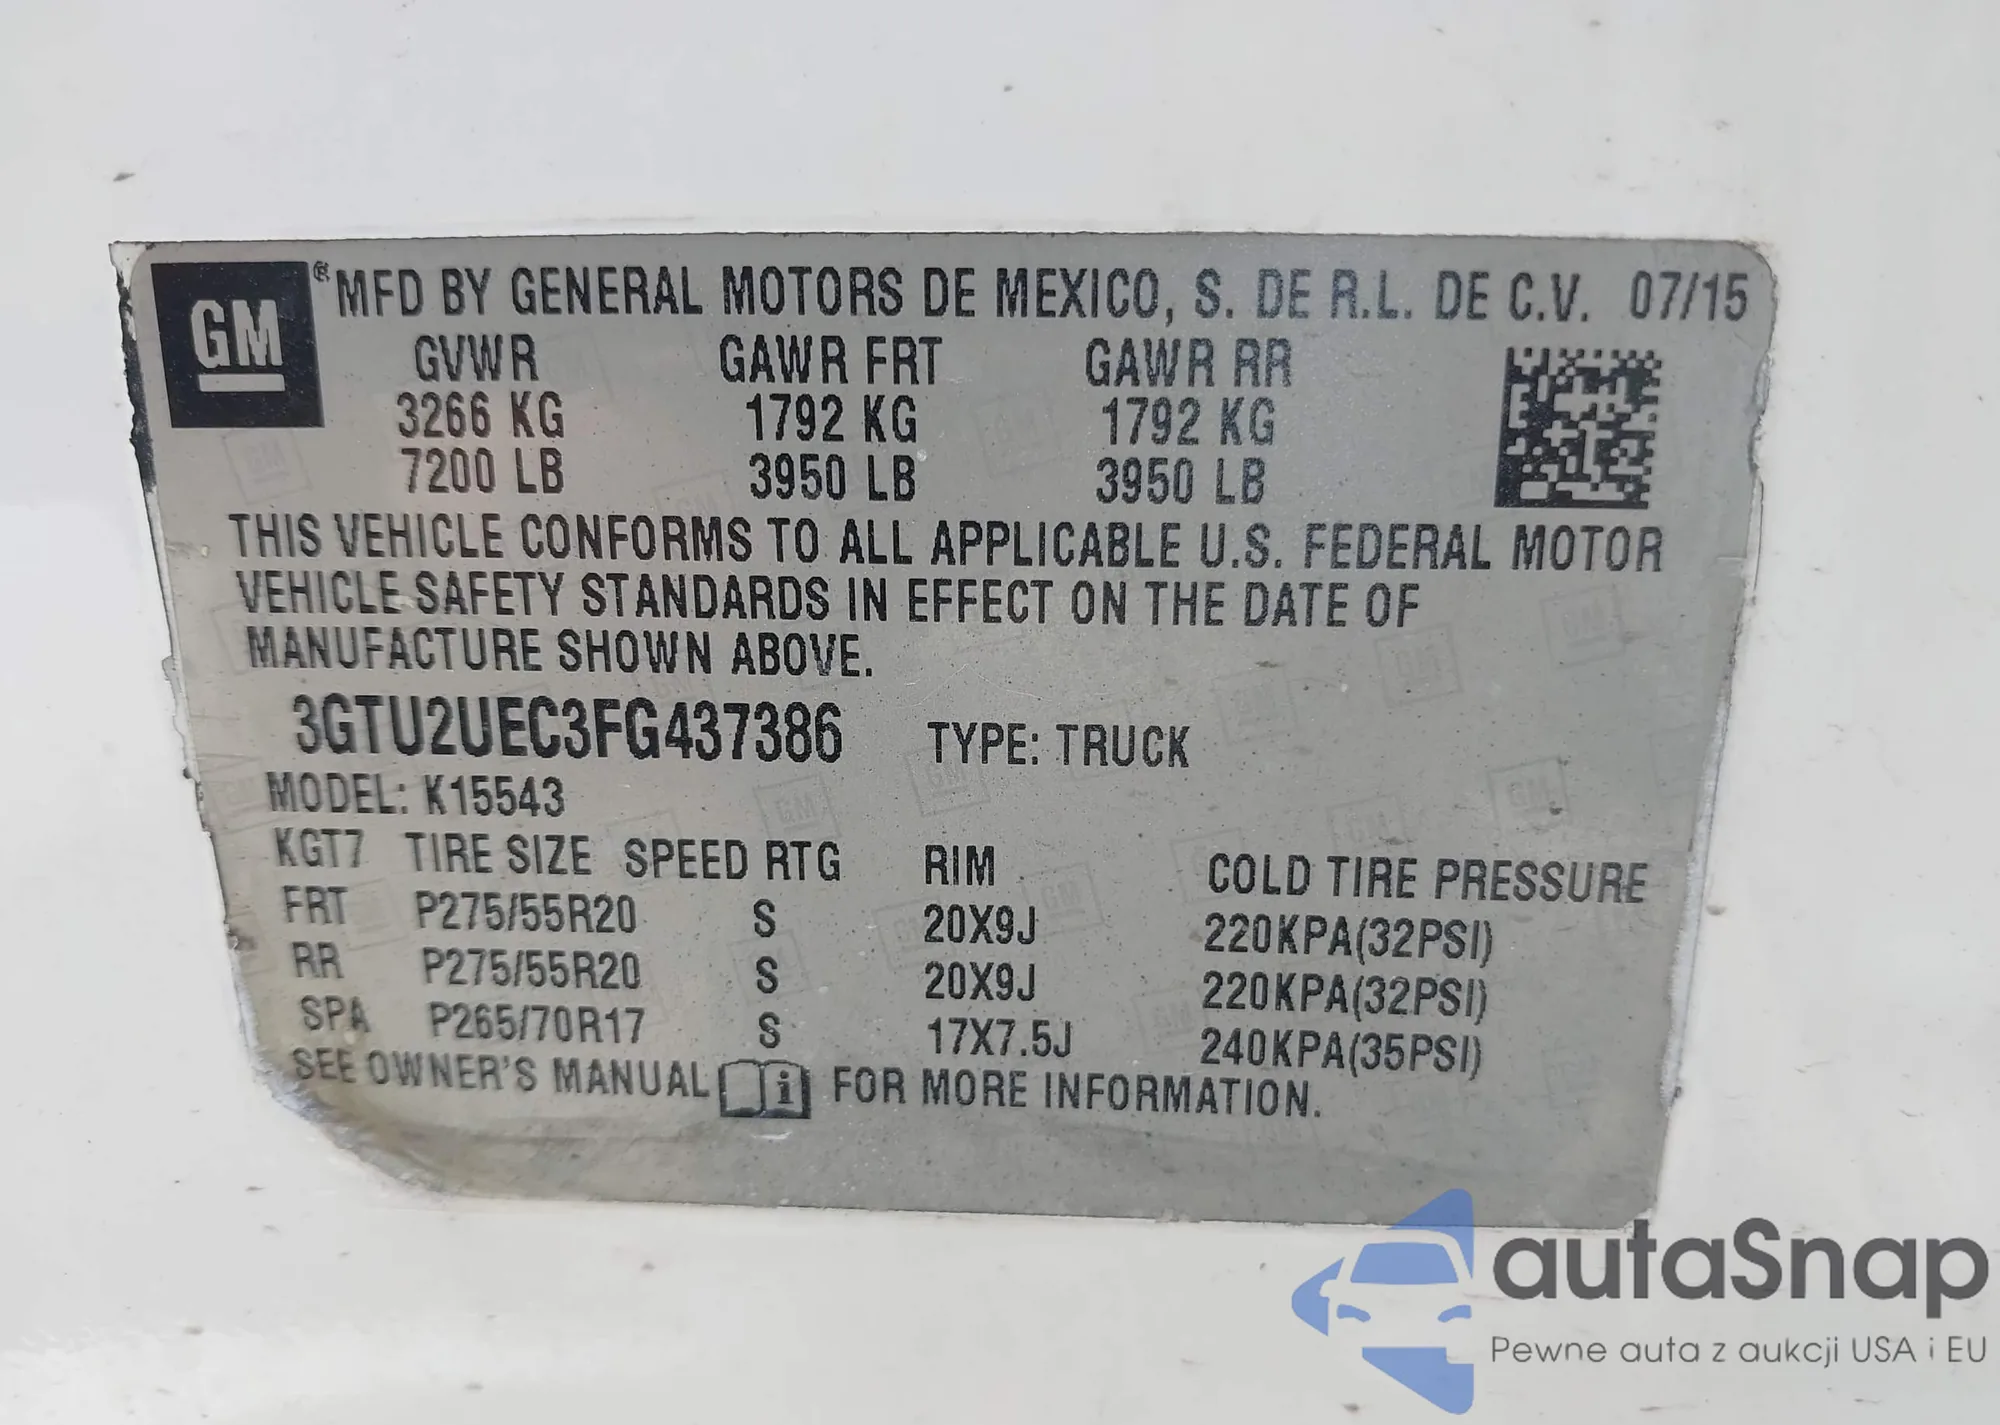 GM ® MFD BY GENERAL MOTORS DE MEXICO, S. DE R.L. DE C.V. 07/15
GVWR GAWR FRT GAWR RR
3266 KG 1792 KG 1792 KG
7200 LB 3950 LB 3950 LB
THIS VEHICLE CONFORMS TO ALL APPLICABLE U.S. FEDERAL MOTOR
VEHICLE SAFETY STANDARDS IN EFFECT ON THE DATE OF
MANUFACTURE SHOWN ABOVE.
3GTU2UEC3FG437386 TYPE: TRUCK
MODEL: K15543
KGT7 TIRE SIZE SPEED RTG RIM COLD TIRE PRESSURE
FRT P275/55R20 S 20X9J 220KPA(32PSI)
RR P275/55R20 S 20X9J 220KPA(32PSI)
SPA P265/70R17 S 17X7.5J 240KPA(35PSI)
SEE OWNER'S MANUAL i FOR MORE INFORMATION.
autoSnap
Pewne auta z aukcji USA i EU